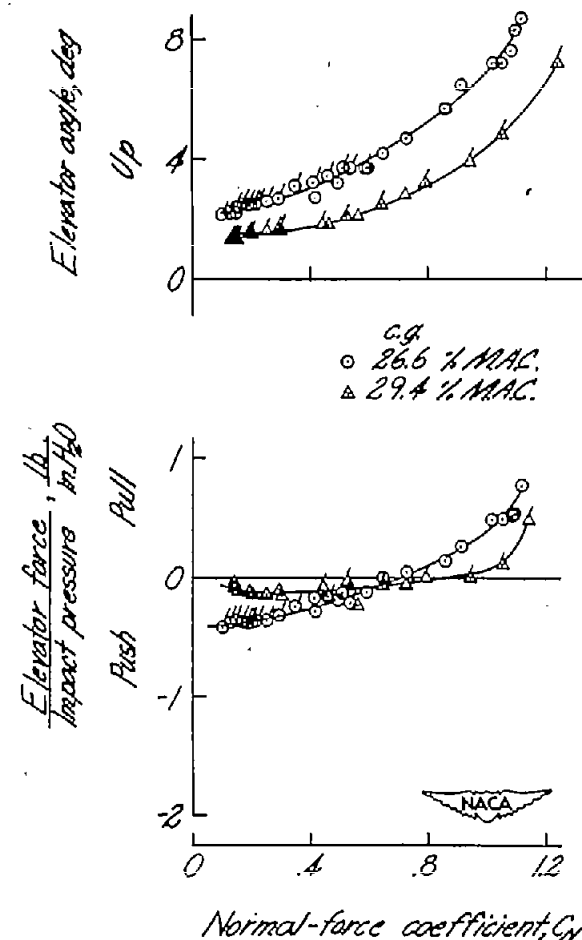 Elevator angle, deg
Up
8
4
0
c.g.
26.6 % M.A.C.
29.4 % M.A.C.
Elevator force, lb
Impact pressure in. H2O
Pull
Push
1
0
-1
-2
NACA
0 .4 .8 1.2
Normal-force coefficient, CN